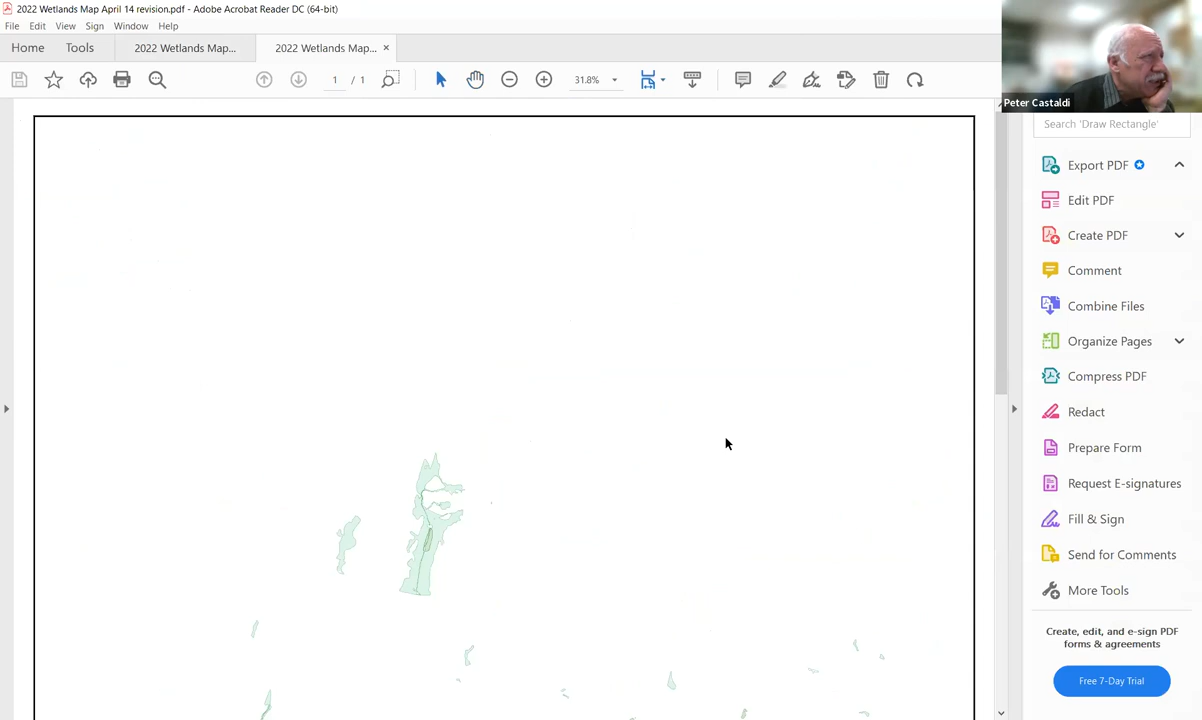 2022 Wetlands Map April 14 revision.pdf - Adobe Acrobat Reader DC (64-bit)
File Edit View Sign Window Help
Home Tools 2022 Wetlands Map... 2022 Wetlands Map... ×
1 / 1 31.8%
Peter Castaldi
Search 'Draw Rectangle'
Export PDF
Edit PDF
Create PDF
Comment
Combine Files
Organize Pages
Compress PDF
Redact
Prepare Form
Request E-signatures
Fill & Sign
Send for Comments
More Tools
Create, edit, and e-sign PDF
forms & agreements
Free 7-Day Trial